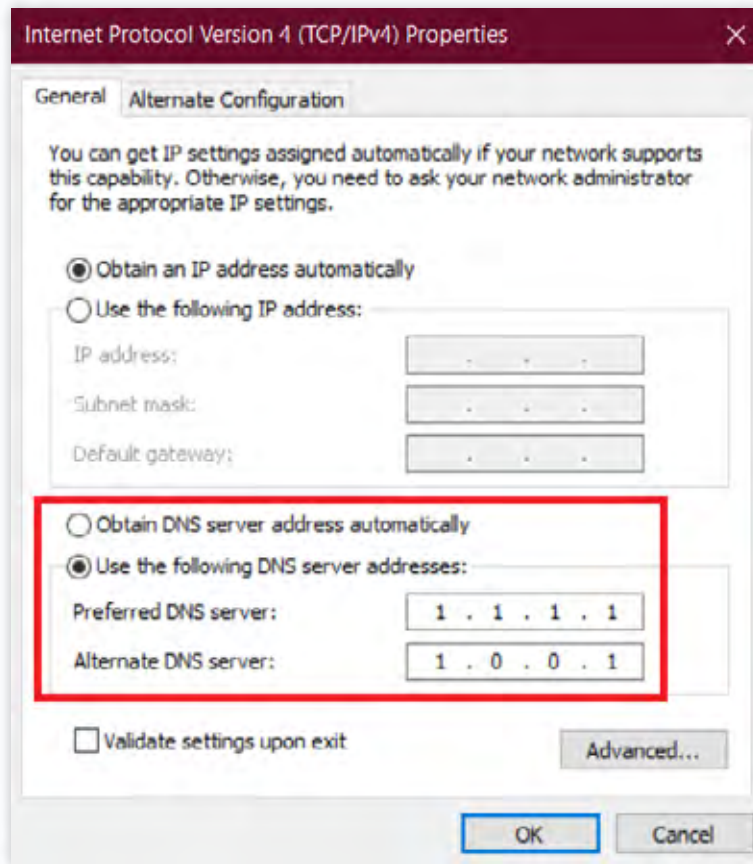 Internet Protocol Version 4 (TCP/IPv4) Properties
General
Alternate Configuration
You can get IP settings assigned automatically if your network supports
this capability. Otherwise, you need to ask your network administrator
for the appropriate IP settings.
Obtain an IP address automatically
Use the following IP address:
IP address: . . .
Subnet mask: . . .
Default gateway: . . .
Obtain DNS server address automatically
Use the following DNS server addresses:
Preferred DNS server: 1 . 1 . 1 . 1
Alternate DNS server: 1 . 0 . 0 . 1
Validate settings upon exit
Advanced...
OK Cancel